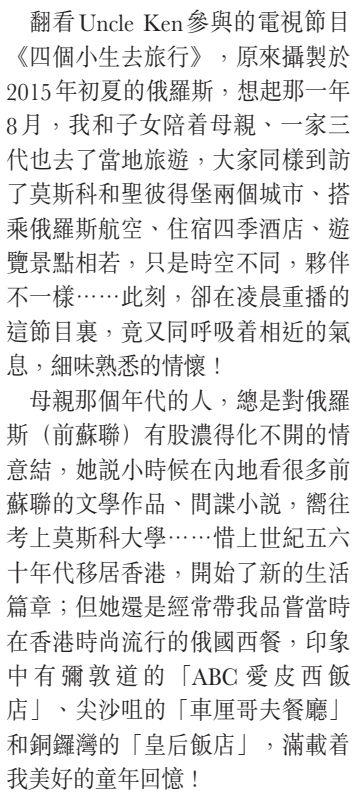 翻看Uncle Ken參與的電視節目
《四個小生去旅行》，原來攝製於
2015年初夏的俄羅斯，想起那一年
8月，我和子女陪着母親、一家三
代也去了當地旅遊，大家同樣到訪
了莫斯科和聖彼得堡兩個城市、搭
乘俄羅斯航空、住宿四季酒店、遊
覽景點相若，只是時空不同，夥伴
不一樣……此刻，卻在凌晨重播的
這節目裏，竟又同呼吸着相近的氣
息，細味熟悉的情懷！
母親那個年代的人，總是對俄羅
斯（前蘇聯）有股濃得化不開的情
意結，她說小時候在內地看很多前
蘇聯的文學作品、間諜小說，嚮往
考上莫斯科大學……惜上世紀五六
十年代移居香港，開始了新的生活
篇章；但她還是經常帶我品嘗當時
在香港時尚流行的俄國西餐，印象
中有彌敦道的「ABC愛皮西飯
店」、尖沙咀的「車厘哥夫餐廳」
和銅鑼灣的「皇后飯店」，滿載着
我美好的童年回憶！